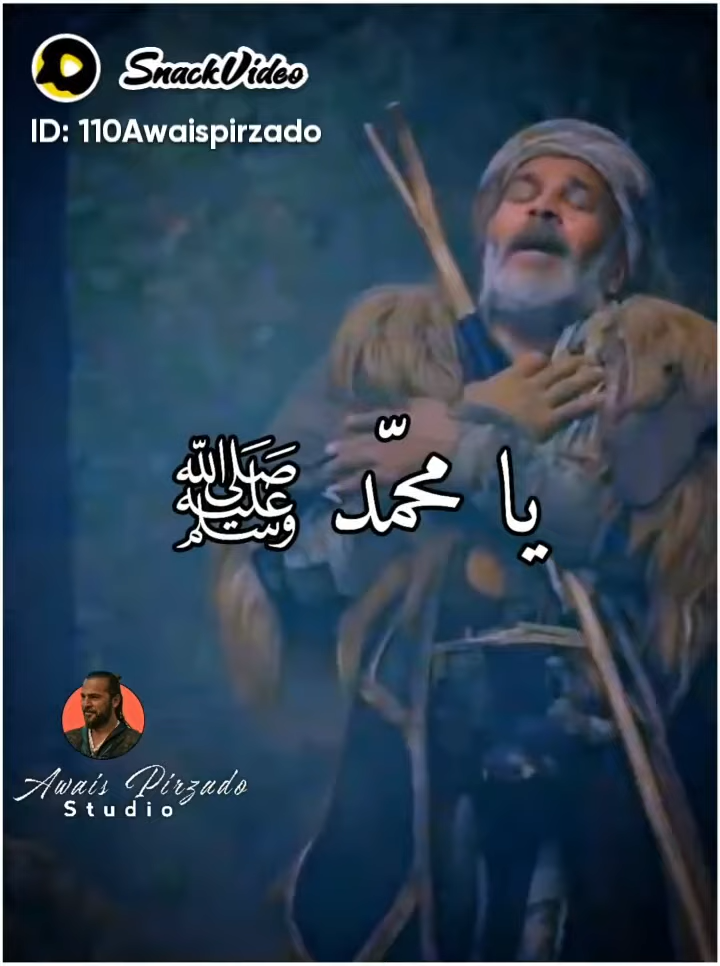 SnackVideo
ID: 110Awaispirzado
يا محمّد ﷺ
Awais Pirzado
Studio